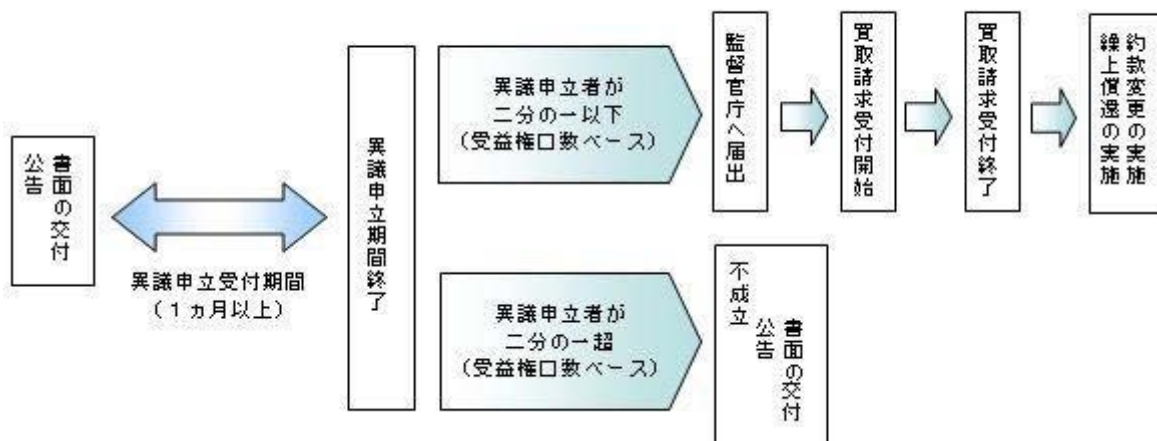 書面の交付
公告
異議申立受付期間
（１ヵ月以上）
異議申立期間終了
異議申立者が
二分の一以下
（受益権口数ベース）
監督官庁へ届出
買取請求受付開始
買取請求受付終了
約款変更の実施
繰上償還の実施
異議申立者が
二分の一超
（受益権口数ベース）
不成立
書面の交付
公告